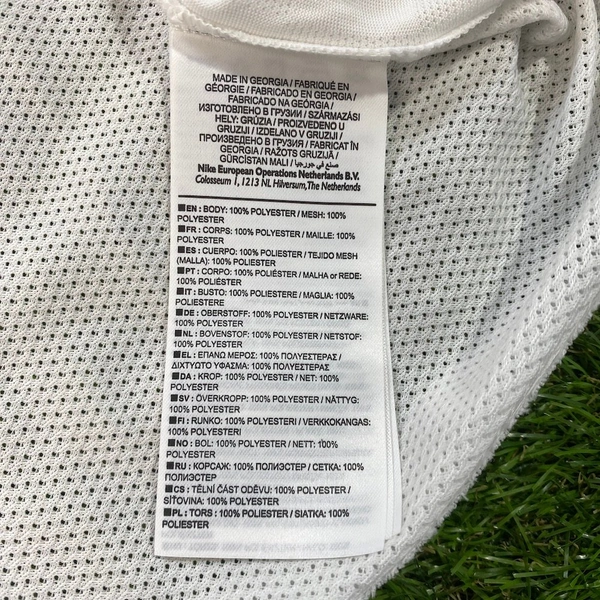 MADE IN GEORGIA / FABRIQUÉ EN
GÉORGIE / FABRICADO EN GEORGIA /
FABRICADO NA GEÓRGIA /
ИЗГОТОВЛЕНО В ГРУЗИИ / SZÁRMAZÁSI
HELY: GRÚZIA / PROIZVEDENO U
GRUZIJI / IZDELANO V GRUZIJI /
ПРОИЗВЕДЕНО В ГРУЗИЯ / FABRICAT ÎN
GEORGIA / RAŽOTS GRUZIJĀ /
GÜRCİSTAN MALI / صنع في جورجيا
Nike European Operations Netherlands B.V.
Colosseum 1, 1213 NL Hilversum,The Netherlands
■EN : BODY: 100% POLYESTER / MESH: 100%
POLYESTER
■FR : CORPS: 100% POLYESTER / MAILLE: 100%
POLYESTER
■ES : CUERPO: 100% POLIESTER / TEJIDO MESH
(MALLA): 100% POLIESTER
■PT : CORPO: 100% POLIÉSTER / MALHA or REDE:
100% POLIÉSTER
■IT : BUSTO: 100% POLIESTERE / MAGLIA: 100%
POLIESTERE
■DE : OBERSTOFF: 100% POLYESTER / NETZWARE:
100% POLYESTER
■NL : BOVENSTOF: 100% POLYESTER / NETSTOF:
100% POLYESTER
■EL : ΕΠΑΝΩ ΜΕΡΟΣ: 100% ΠΟΛΥΕΣΤΕΡΑΣ /
ΔΙΧΤΥΩΤΟ ΥΦΑΣΜΑ: 100% ΠΟΛΥΕΣΤΕΡΑΣ
■DA : KROP: 100% POLYESTER / NET: 100%
POLYESTER
■SV : ÖVERKROPP: 100% POLYESTER / NÄTTYG:
100% POLYESTER
■FI : RUNKO: 100% POLYESTERI / VERKKOKANGAS:
100% POLYESTERI
■NO : BOL: 100% POLYESTER / NETT: 100%
POLYESTER
■RU : КОРСАЖ: 100% ПОЛИЭСТЕР / СЕТКА: 100%
ПОЛИЭСТЕР
■CS : TĚLNÍ ČÁST ODĚVU: 100% POLYESTER /
SÍŤOVINA: 100% POLYESTER
■PL : TORS : 100% POLIESTER / SIATKA: 100%
POLIESTER